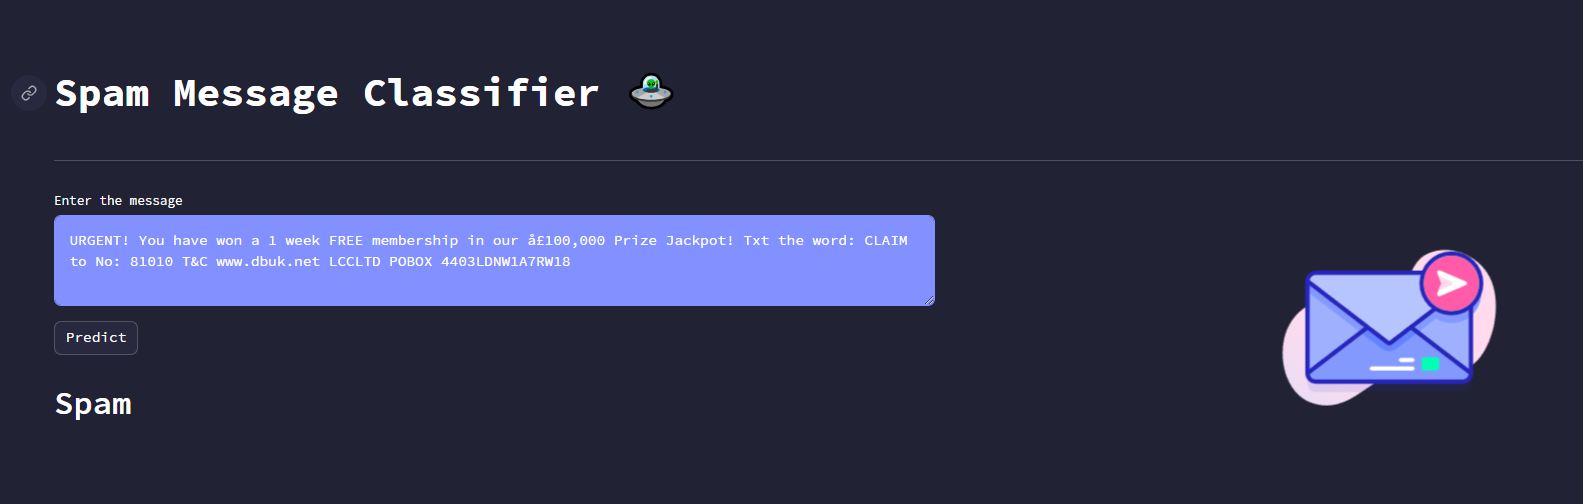 Spam Message Classifier 🛸
Enter the message
URGENT! You have won a 1 week FREE membership in our å£100,000 Prize Jackpot! Txt the word: CLAIM
to No: 81010 T&C www.dbuk.net LCCLTD POBOX 4403LDNW1A7RW18
Predict
Spam